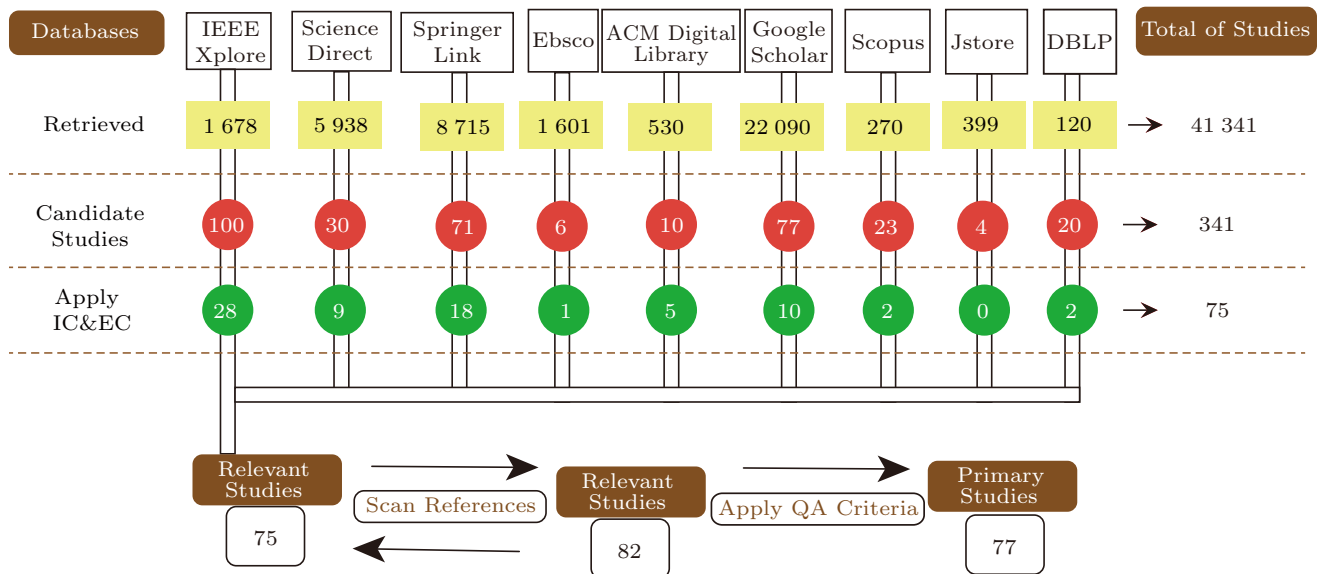 Databases
IEEE
Xplore
Science
Direct
Springer
Link
Ebsco
ACM Digital
Library
Google
Scholar
Scopus
Jstore
DBLP
Total of Studies
Retrieved
1 678
5 938
8 715
1 601
530
22 090
270
399
120
41 341
Candidate
Studies
100
30
71
6
10
77
23
4
20
341
Apply
IC&EC
28
9
18
1
5
10
2
0
2
75
Relevant
Studies
75
Scan References
Relevant
Studies
82
Apply QA Criteria
Primary
Studies
77